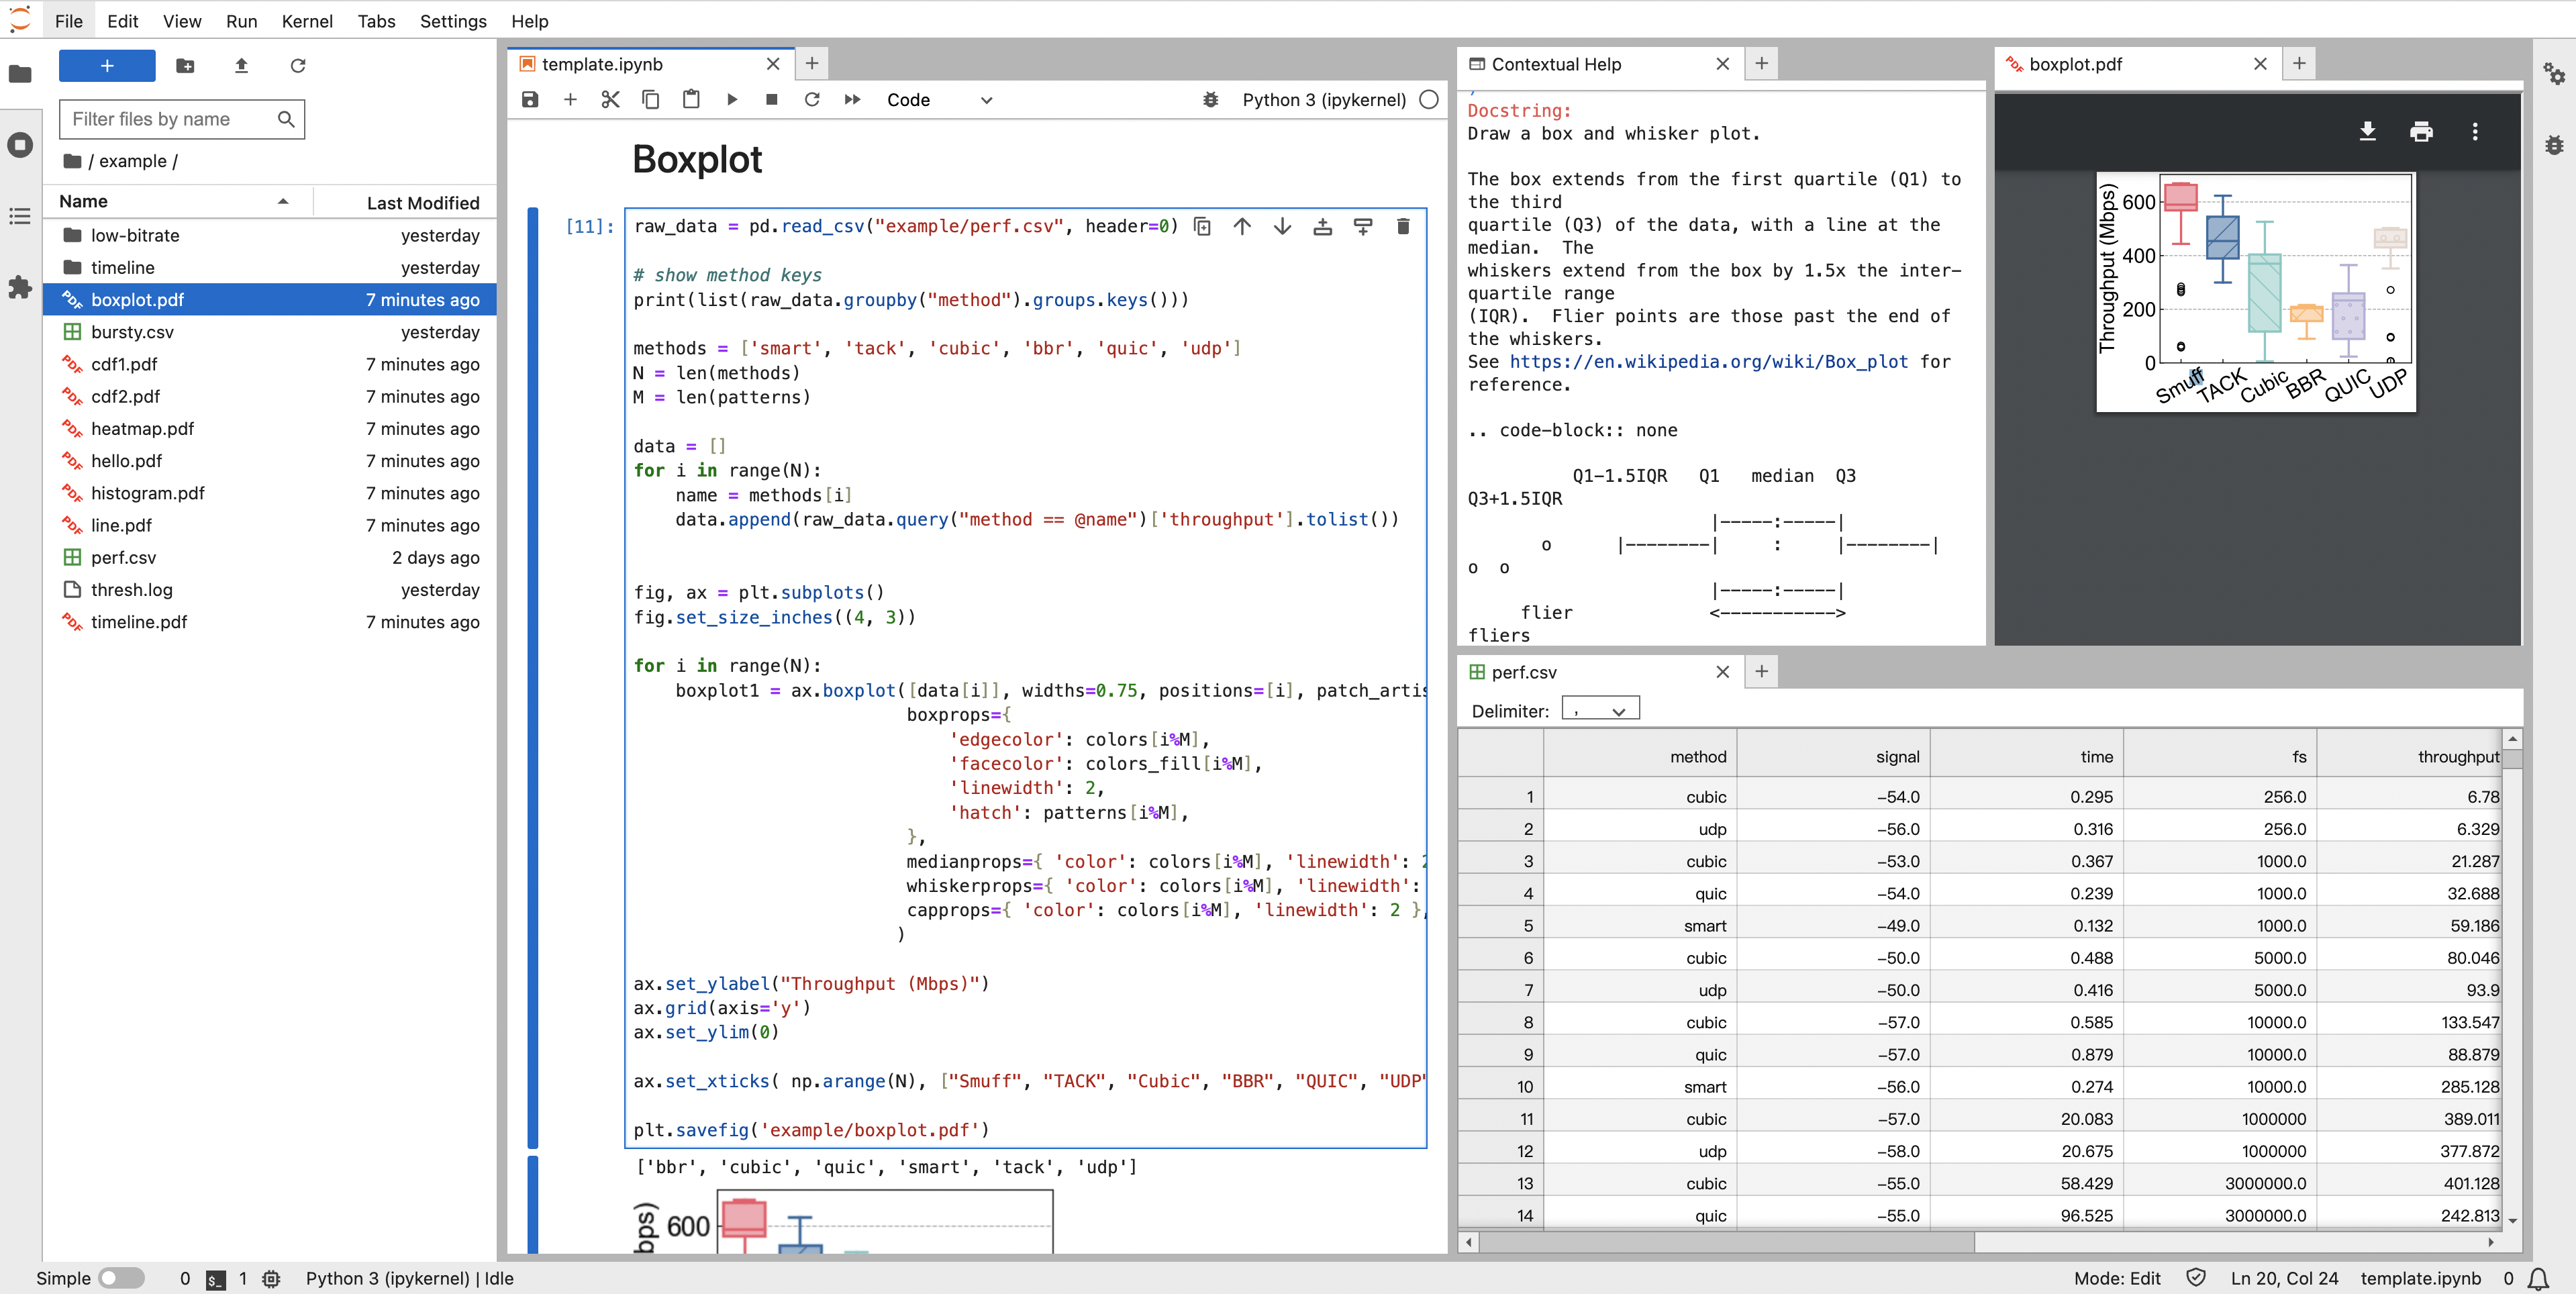 File Edit View Run Kernel Tabs Settings Help
Filter files by name
/ example /
Name Last Modified
low-bitrate yesterday
timeline yesterday
boxplot.pdf 7 minutes ago
bursty.csv yesterday
cdf1.pdf 7 minutes ago
cdf2.pdf 7 minutes ago
heatmap.pdf 7 minutes ago
hello.pdf 7 minutes ago
histogram.pdf 7 minutes ago
line.pdf 7 minutes ago
perf.csv 2 days ago
thresh.log yesterday
timeline.pdf 7 minutes ago
template.ipynb
Code Python 3 (ipykernel)
Boxplot
[11]: raw_data = pd.read_csv("example/perf.csv", header=0)
# show method keys
print(list(raw_data.groupby("method").groups.keys()))
methods = ['smart', 'tack', 'cubic', 'bbr', 'quic', 'udp']
N = len(methods)
M = len(patterns)
data = []
for i in range(N):
    name = methods[i]
    data.append(raw_data.query("method == @name")['throughput'].tolist())
fig, ax = plt.subplots()
fig.set_size_inches((4, 3))
for i in range(N):
    boxplot1 = ax.boxplot([data[i]], widths=0.75, positions=[i], patch_artis
boxprops={
'edgecolor': colors[i%M],
'facecolor': colors_fill[i%M],
'linewidth': 2,
'hatch': patterns[i%M],
},
medianprops={ 'color': colors[i%M], 'linewidth': 2
whiskerprops={ 'color': colors[i%M], 'linewidth':
capprops={ 'color': colors[i%M], 'linewidth': 2 },
)
ax.set_ylabel("Throughput (Mbps)")
ax.grid(axis='y')
ax.set_ylim(0)
ax.set_xticks( np.arange(N), ["Smuff", "TACK", "Cubic", "BBR", "QUIC", "UDP"
plt.savefig('example/boxplot.pdf')
['bbr', 'cubic', 'quic', 'smart', 'tack', 'udp']
bps)
600
Contextual Help
Docstring:
Draw a box and whisker plot.
The box extends from the first quartile (Q1) to
the third
quartile (Q3) of the data, with a line at the
median.  The
whiskers extend from the box by 1.5x the inter-
quartile range
(IQR).  Flier points are those past the end of
the whiskers.
See https://en.wikipedia.org/wiki/Box_plot for
reference.
.. code-block:: none
Q1-1.5IQR   Q1   median  Q3
Q3+1.5IQR
|-----:-----|
o      |--------|     :     |--------|
o  o
|-----:-----|
flier             <----------->
fliers
boxplot.pdf
Throughput (Mbps)
600
400
200
0
Smuff TACK Cubic BBR QUIC UDP
perf.csv
Delimiter: ,
method signal time fs throughput
1 cubic −54.0 0.295 256.0 6.78
2 udp −56.0 0.316 256.0 6.329
3 cubic −53.0 0.367 1000.0 21.287
4 quic −54.0 0.239 1000.0 32.688
5 smart −49.0 0.132 1000.0 59.186
6 cubic −50.0 0.488 5000.0 80.046
7 udp −50.0 0.416 5000.0 93.9
8 cubic −57.0 0.585 10000.0 133.547
9 quic −57.0 0.879 10000.0 88.879
10 smart −56.0 0.274 10000.0 285.128
11 cubic −57.0 20.083 1000000 389.011
12 udp −58.0 20.675 1000000 377.872
13 cubic −55.0 58.429 3000000.0 401.128
14 quic −55.0 96.525 3000000.0 242.813
Simple 0 $_ 1 Python 3 (ipykernel) | Idle Mode: Edit Ln 20, Col 24 template.ipynb 0